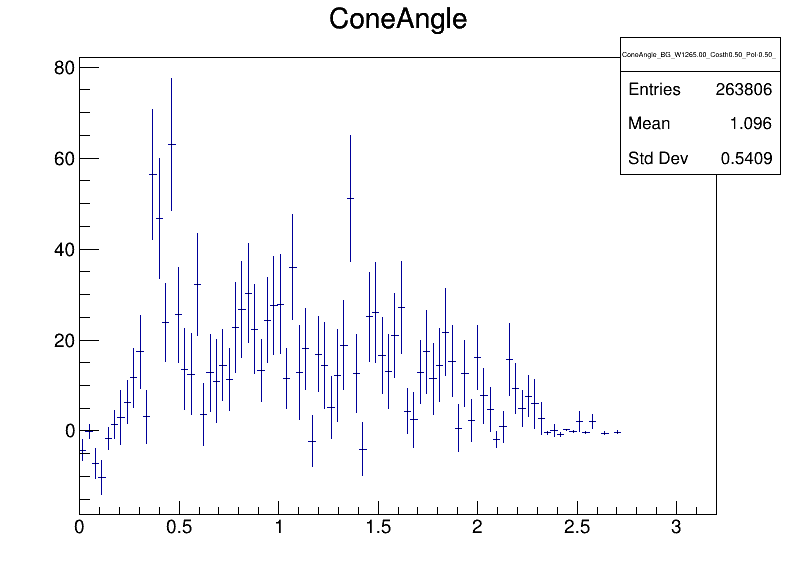 ConeAngle
ConeAngle_BG_W1265.00_Costh0.50_Pol-0.50_
Entries 263806
Mean 1.096
Std Dev 0.5409
80
60
40
20
0
0 0.5 1 1.5 2 2.5 3